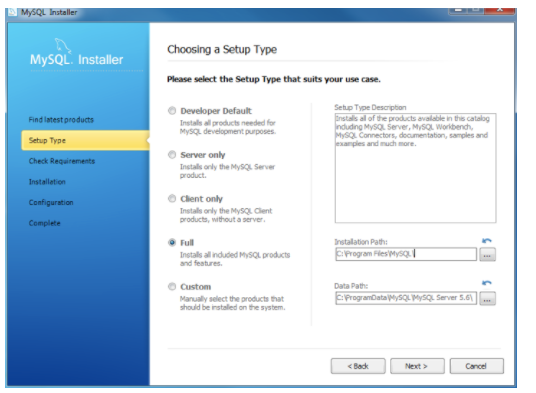 MySQL Installer
MySQL. Installer
Choosing a Setup Type
Please select the Setup Type that suits your use case.
Find latest products
Setup Type
Check Requirements
Installation
Configuration
Complete
Developer Default
Installs all products needed for
MySQL development purposes.
Server only
Installs only the MySQL Server
product.
Client only
Installs only the MySQL Client
products, without a server.
Full
Installs all included MySQL products
and features.
Custom
Manually select the products that
should be installed on the system.
Setup Type Description
Installs all of the products available in this catalog
including MySQL Server, MySQL Workbench,
MySQL Connectors, documentation, samples and
examples and much more.
Installation Path:
C:\Program Files\MySQL\
...
Data Path:
C:\ProgramData\MySQL\MySQL Server 5.6\
...
< Back
Next >
Cancel